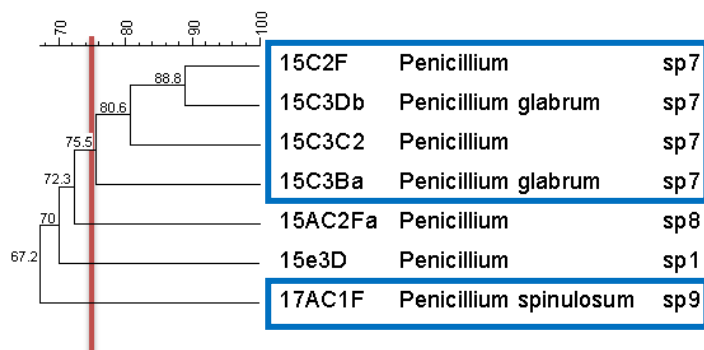 70 80 90 100
15C2F Penicillium sp7
88.8
15C3Db Penicillium glabrum sp7
80.6
15C3C2 Penicillium sp7
75.5
15C3Ba Penicillium glabrum sp7
72.3
15AC2Fa Penicillium sp8
70
15e3D Penicillium sp1
67.2
17AC1F Penicillium spinulosum sp9